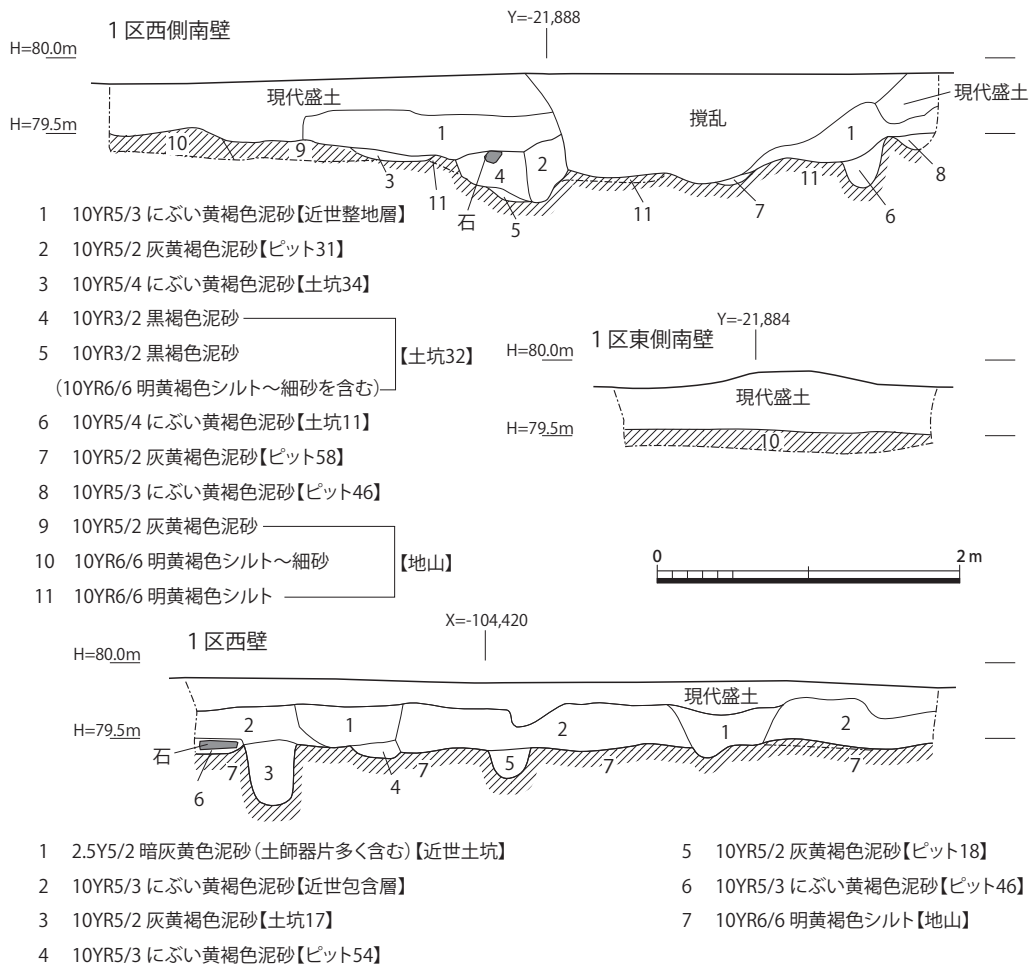 1区西側南壁
Y=-21,888
H=80.0m
現代盛土
現代盛土
H=79.5m
撹乱
1
1
10
9
2
4
3
11
石
5
11
7
11
6
8
1 10YR5/3 にぶい黄褐色泥砂【近世整地層】
2 10YR5/2 灰黄褐色泥砂【ピット31】
3 10YR5/4 にぶい黄褐色泥砂【土坑34】
4 10YR3/2 黒褐色泥砂
5 10YR3/2 黒褐色泥砂
(10YR6/6 明黄褐色シルト～細砂を含む)
【土坑32】
6 10YR5/4 にぶい黄褐色泥砂【土坑11】
7 10YR5/2 灰黄褐色泥砂【ピット58】
8 10YR5/3 にぶい黄褐色泥砂【ピット46】
9 10YR5/2 灰黄褐色泥砂
10 10YR6/6 明黄褐色シルト～細砂
11 10YR6/6 明黄褐色シルト
【地山】
Y=-21,884
1区東側南壁
H=80.0m
現代盛土
H=79.5m
10
0 2m
X=-104,420
1区西壁
H=80.0m
現代盛土
H=79.5m
2
1
2
1
2
石
6
7
3
4
7
5
7
7
1 2.5Y5/2 暗灰黄色泥砂(土師器片多く含む)【近世土坑】
2 10YR5/3 にぶい黄褐色泥砂【近世包含層】
3 10YR5/2 灰黄褐色泥砂【土坑17】
4 10YR5/3 にぶい黄褐色泥砂【ピット54】
5 10YR5/2 灰黄褐色泥砂【ピット18】
6 10YR5/3 にぶい黄褐色泥砂【ピット46】
7 10YR6/6 明黄褐色シルト【地山】